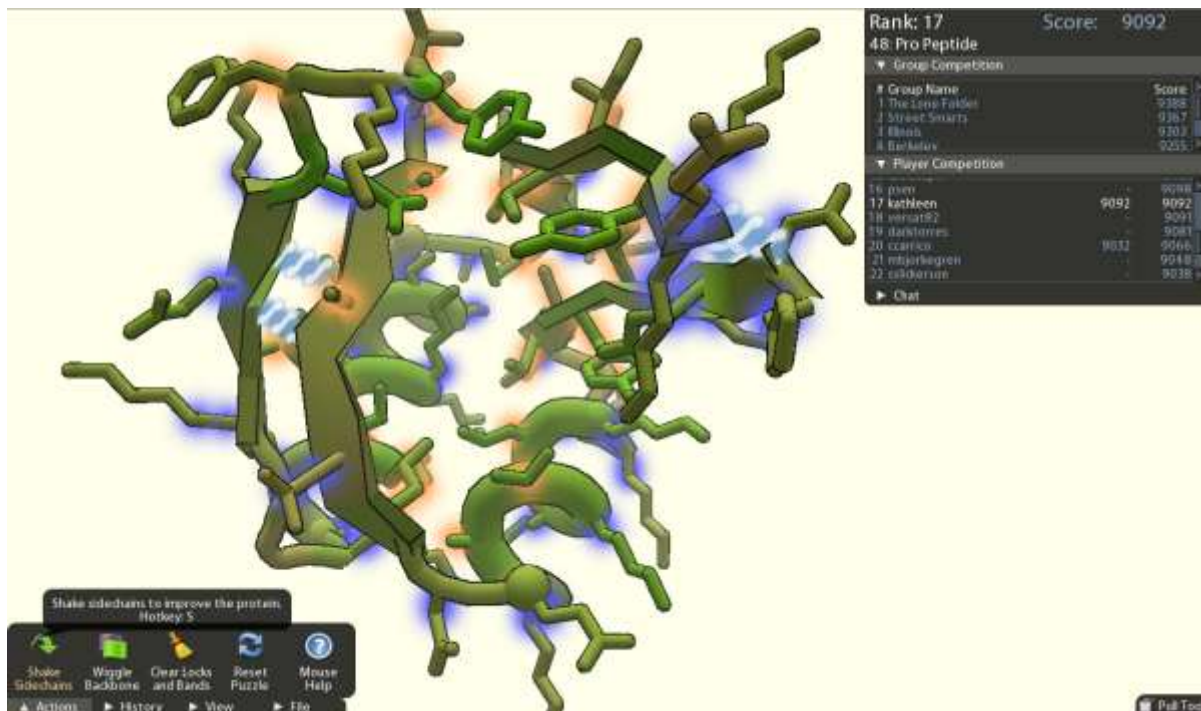 Rank: 17 Score: 9092
48: Pro Peptide
▼ Group Competition
# Group Name Score
1 The Lone Folder 9388
2 Street Smarts 9367
3 Illinois 9303
Berkeley 9255
▼ Player Competition
16 psen - 9098
17 kathleen 9092 9092
18 versat82 - 9091
19 darktorres - 9081
20 ccarrico 9032 9066
21 mbjorkegren - 9048
22 - 9038
▶ Chat
Shake sidechains to improve the protein.
Hotkey: S
Shake Sidechains
Wiggle Backbone
Clear Locks and Bands
Reset Puzzle
Mouse Help
▲ Actions ▶ History ▶ View ▶ File
Pull Too